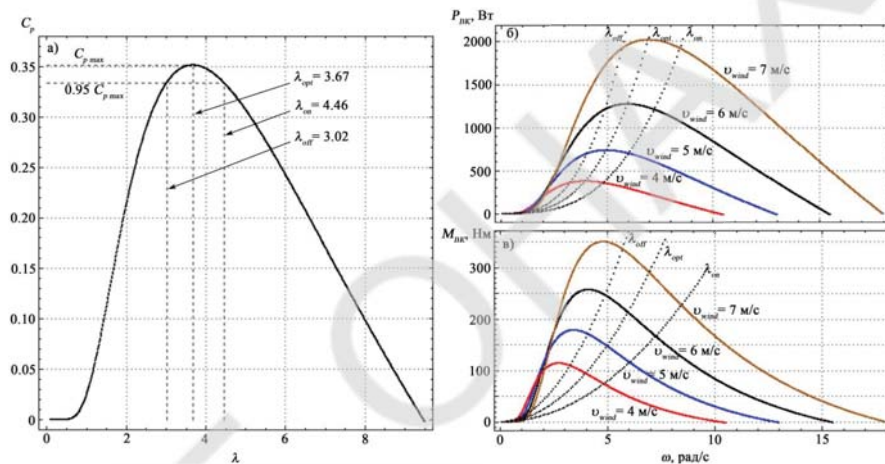 C_p
а)
C_p max
0.95 C_p max
0.35
0.30
0.25
0.20
0.15
0.10
0.05
0
λ_opt = 3.67
λ_on = 4.46
λ_off = 3.02
0
2
4
6
8
λ
P_ВК, Вт
б)
λ_off
λ_opt
λ_on
2000
1500
1000
500
0
υ_wind = 7 м/с
υ_wind = 6 м/с
υ_wind = 5 м/с
υ_wind = 4 м/с
M_ВК, Нм
в)
λ_off
λ_opt
λ_on
300
200
100
0
υ_wind = 7 м/с
υ_wind = 6 м/с
υ_wind = 5 м/с
υ_wind = 4 м/с
0
5
10
15
ω, рад/с